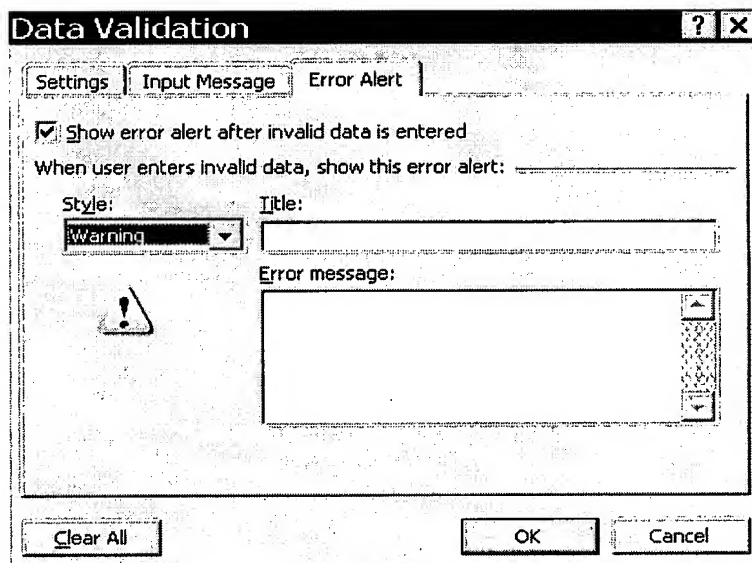 Data Validation ? X
Settings Input Message Error Alert
Show error alert after invalid data is entered
When user enters invalid data, show this error alert:
Style: Title:
Warning
Error message:
!
Clear All OK Cancel